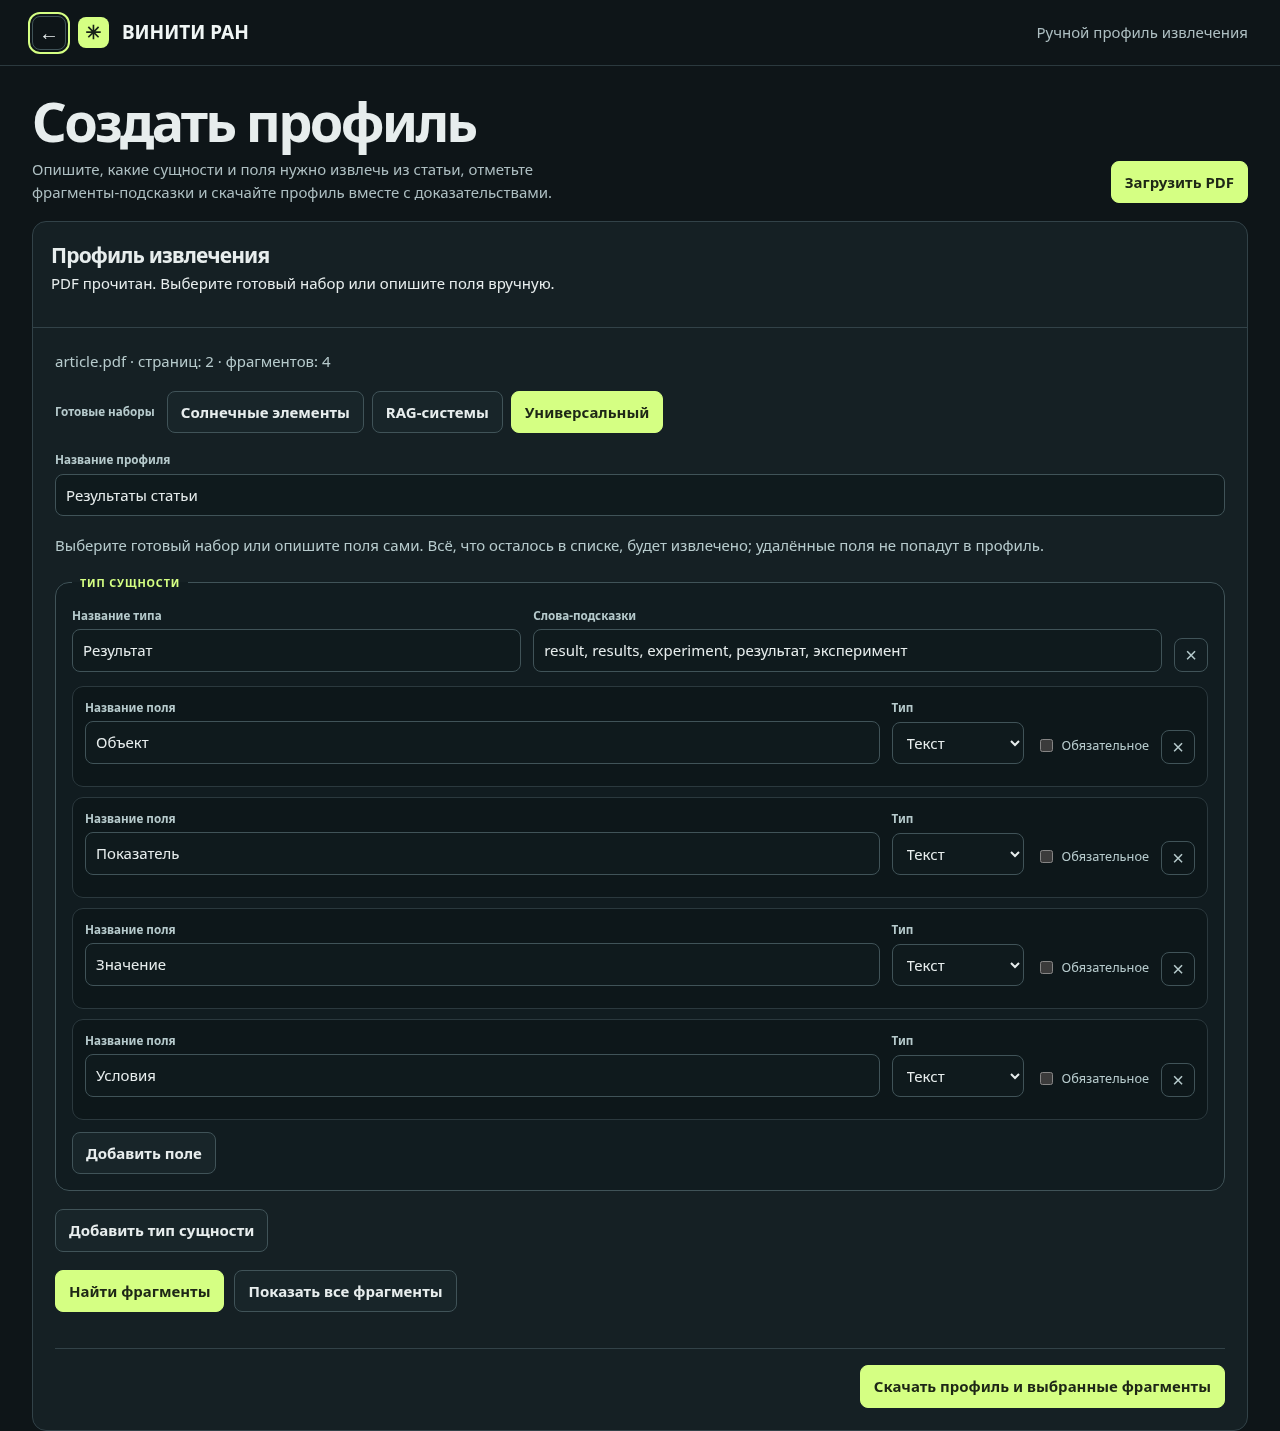 ← ✳ ВИНИТИ РАН
Ручной профиль извлечения
Создать профиль
Опишите, какие сущности и поля нужно извлечь из статьи, отметьте
фрагменты-подсказки и скачайте профиль вместе с доказательствами.
Загрузить PDF
Профиль извлечения
PDF прочитан. Выберите готовый набор или опишите поля вручную.
article.pdf · страниц: 2 · фрагментов: 4
Готовые наборы Солнечные элементы RAG-системы Универсальный
Название профиля
Результаты статьи
Выберите готовый набор или опишите поля сами. Всё, что осталось в списке, будет извлечено; удалённые поля не попадут в профиль.
ТИП СУЩНОСТИ
Название типа Слова-подсказки
Результат result, results, experiment, результат, эксперимент ×
Название поля Тип
Объект Текст Обязательное ×
Название поля Тип
Показатель Текст Обязательное ×
Название поля Тип
Значение Текст Обязательное ×
Название поля Тип
Условия Текст Обязательное ×
Добавить поле
Добавить тип сущности
Найти фрагменты Показать все фрагменты
Скачать профиль и выбранные фрагменты